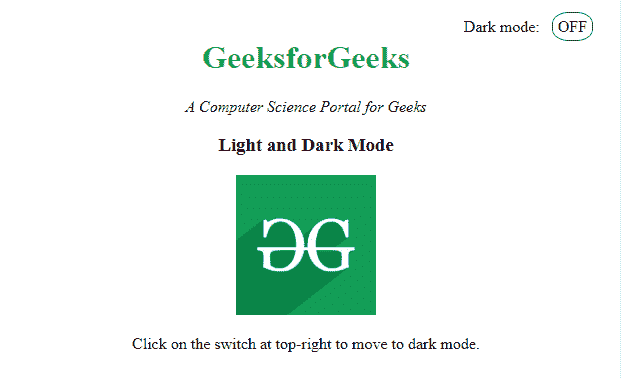 Dark mode: OFF
GeeksforGeeks
A Computer Science Portal for Geeks
Light and Dark Mode
GG
Click on the switch at top-right to move to dark mode.